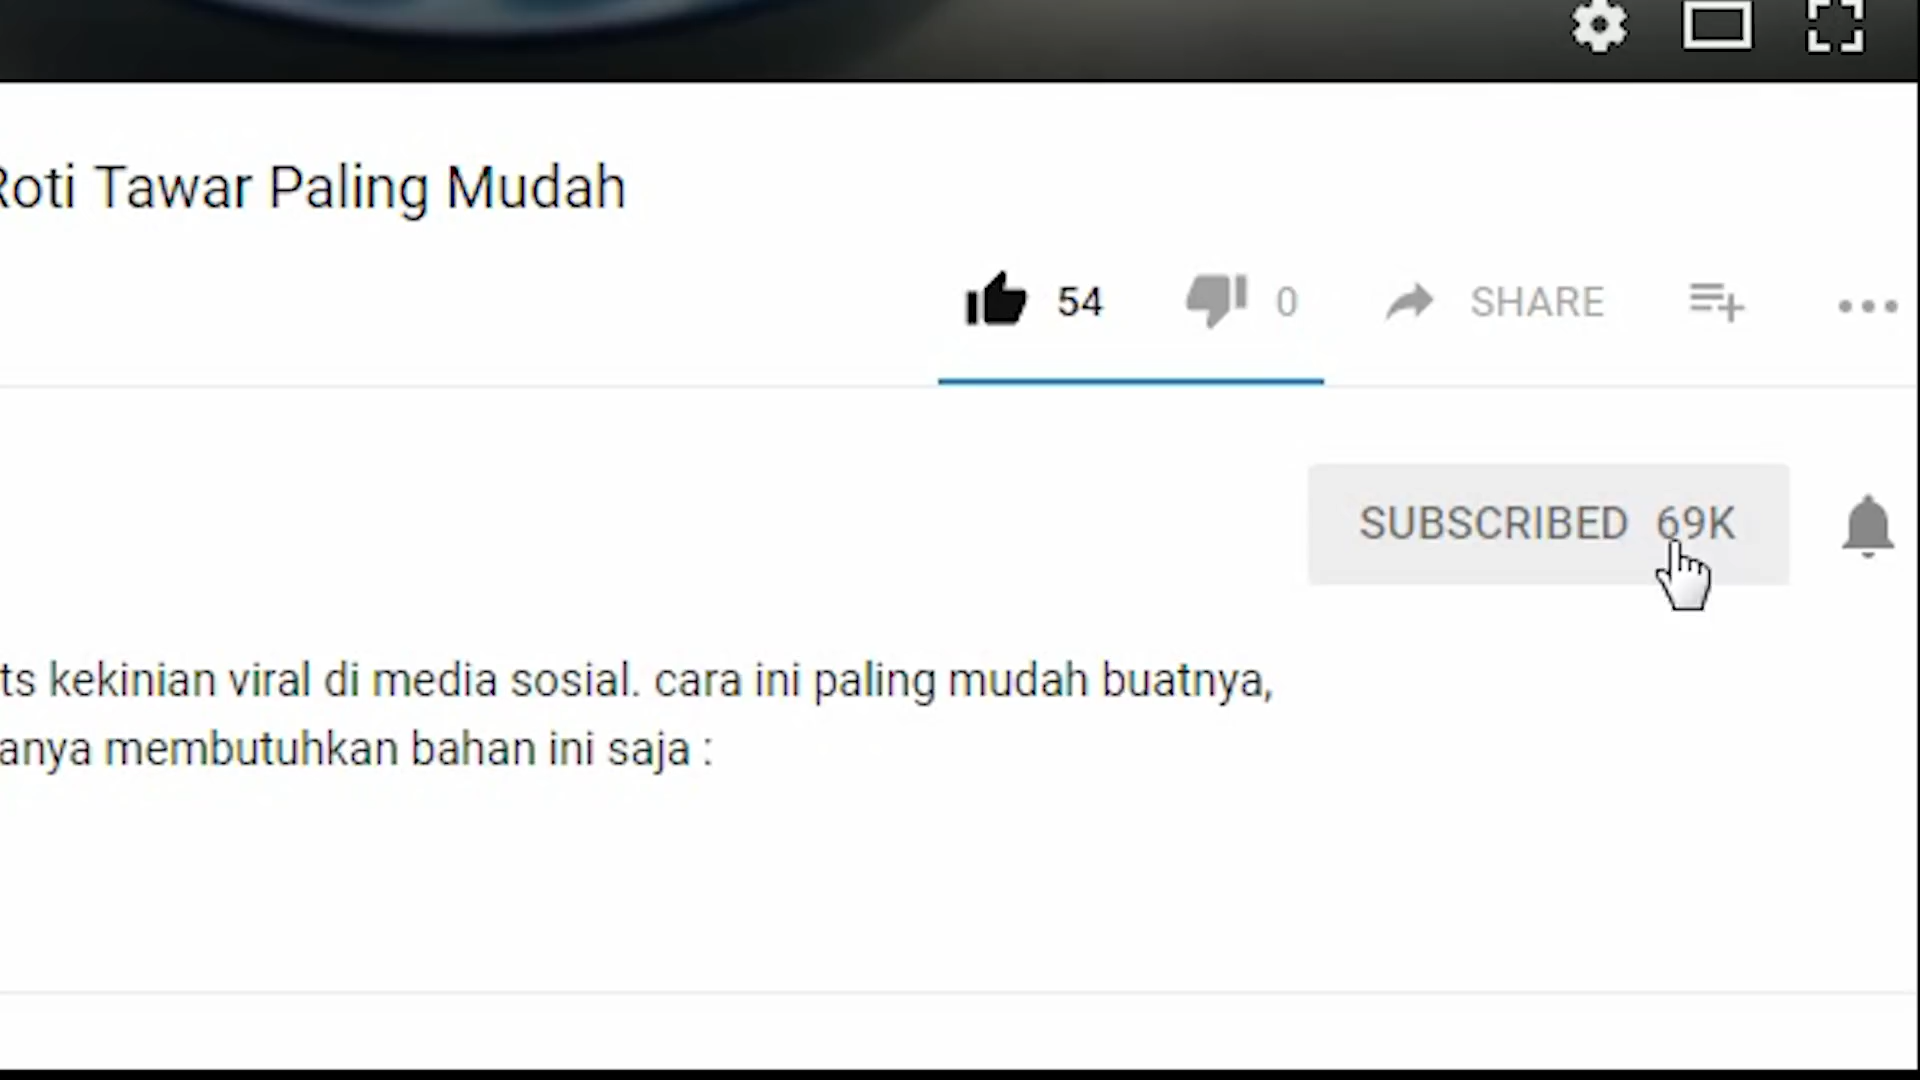 Roti Tawar Paling Mudah
54 0 SHARE
SUBSCRIBED 69K
ts kekinian viral di media sosial. cara ini paling mudah buatnya,
anya membutuhkan bahan ini saja :